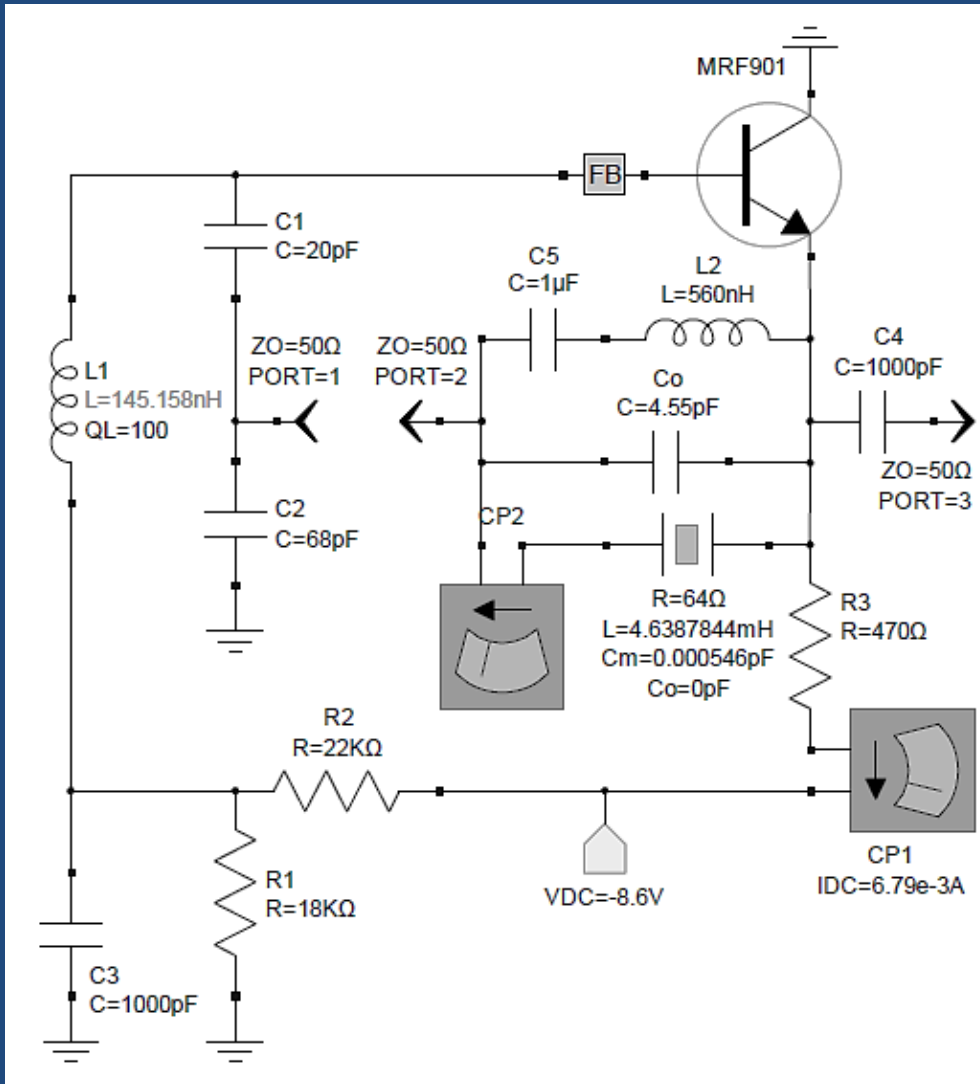 MRF901
FB
C1
C=20pF
C5
C=1µF
L2
L=560nH
ZO=50Ω
PORT=1
ZO=50Ω
PORT=2
C4
C=1000pF
L1
L=145.158nH
QL=100
Co
C=4.55pF
ZO=50Ω
PORT=3
C2
C=68pF
CP2
R=64Ω
L=4.6387844mH
Cm=0.000546pF
Co=0pF
R3
R=470Ω
R2
R=22KΩ
R1
R=18KΩ
VDC=-8.6V
CP1
IDC=6.79e-3A
C3
C=1000pF